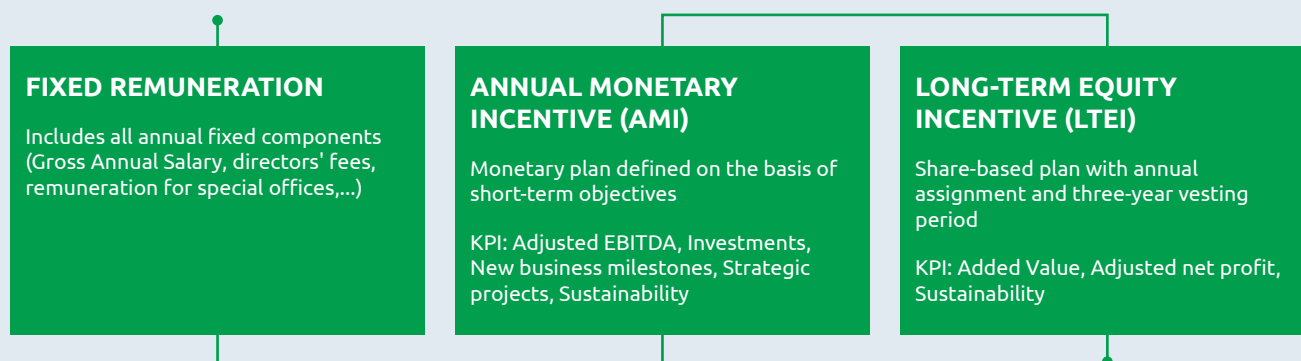 FIXED REMUNERATION
Includes all annual fixed components
(Gross Annual Salary, directors' fees,
remuneration for special offices,...)
ANNUAL MONETARY
INCENTIVE (AMI)
Monetary plan defined on the basis of
short-term objectives
KPI: Adjusted EBITDA, Investments,
New business milestones, Strategic
projects, Sustainability
LONG-TERM EQUITY
INCENTIVE (LTEI)
Share-based plan with annual
assignment and three-year vesting
period
KPI: Added Value, Adjusted net profit,
Sustainability